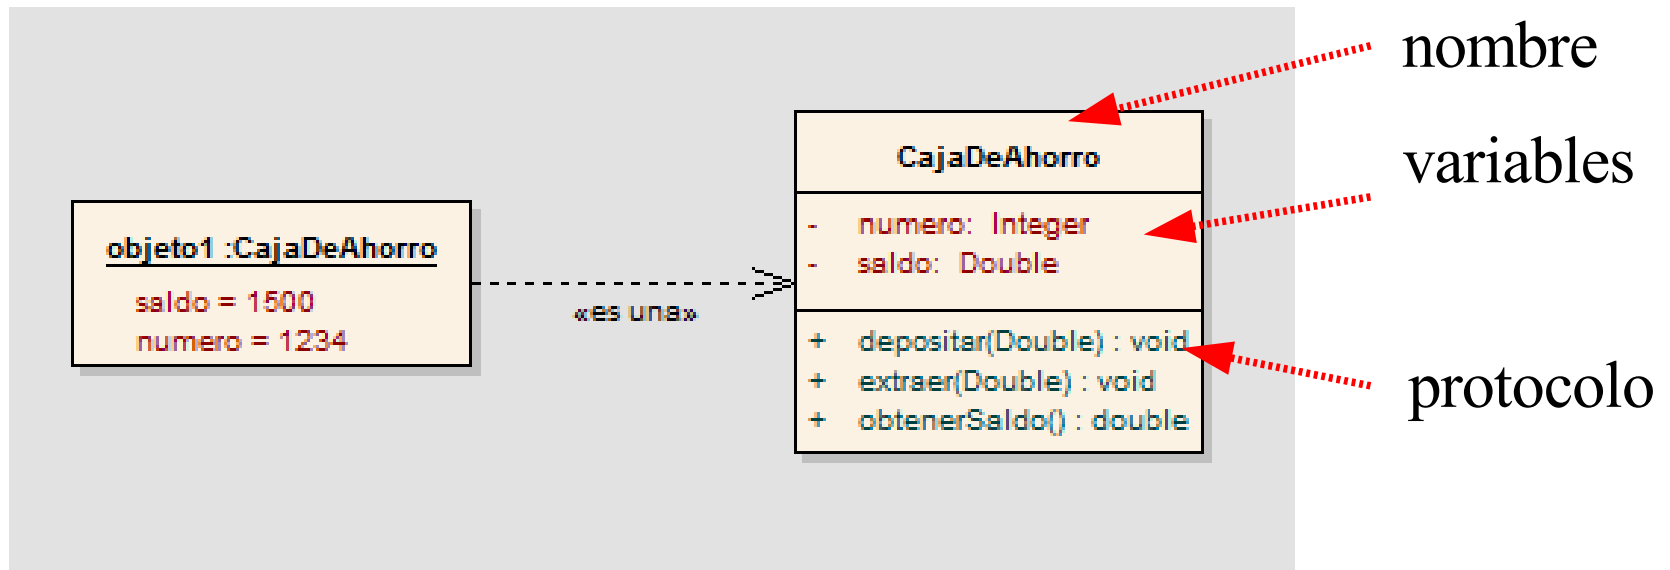 objeto1 :CajaDeAhorro
saldo = 1500
numero = 1234
«es una»
CajaDeAhorro
- numero: Integer
- saldo: Double
+ depositar(Double) : void
+ extraer(Double) : void
+ obtenerSaldo() : double
nombre
variables
protocolo